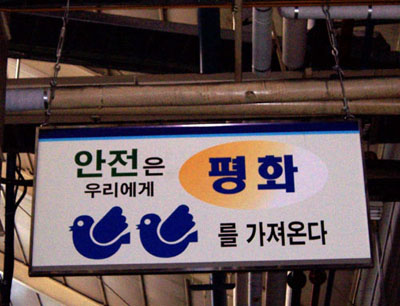 안전은
우리에게
평화
를 가져온다